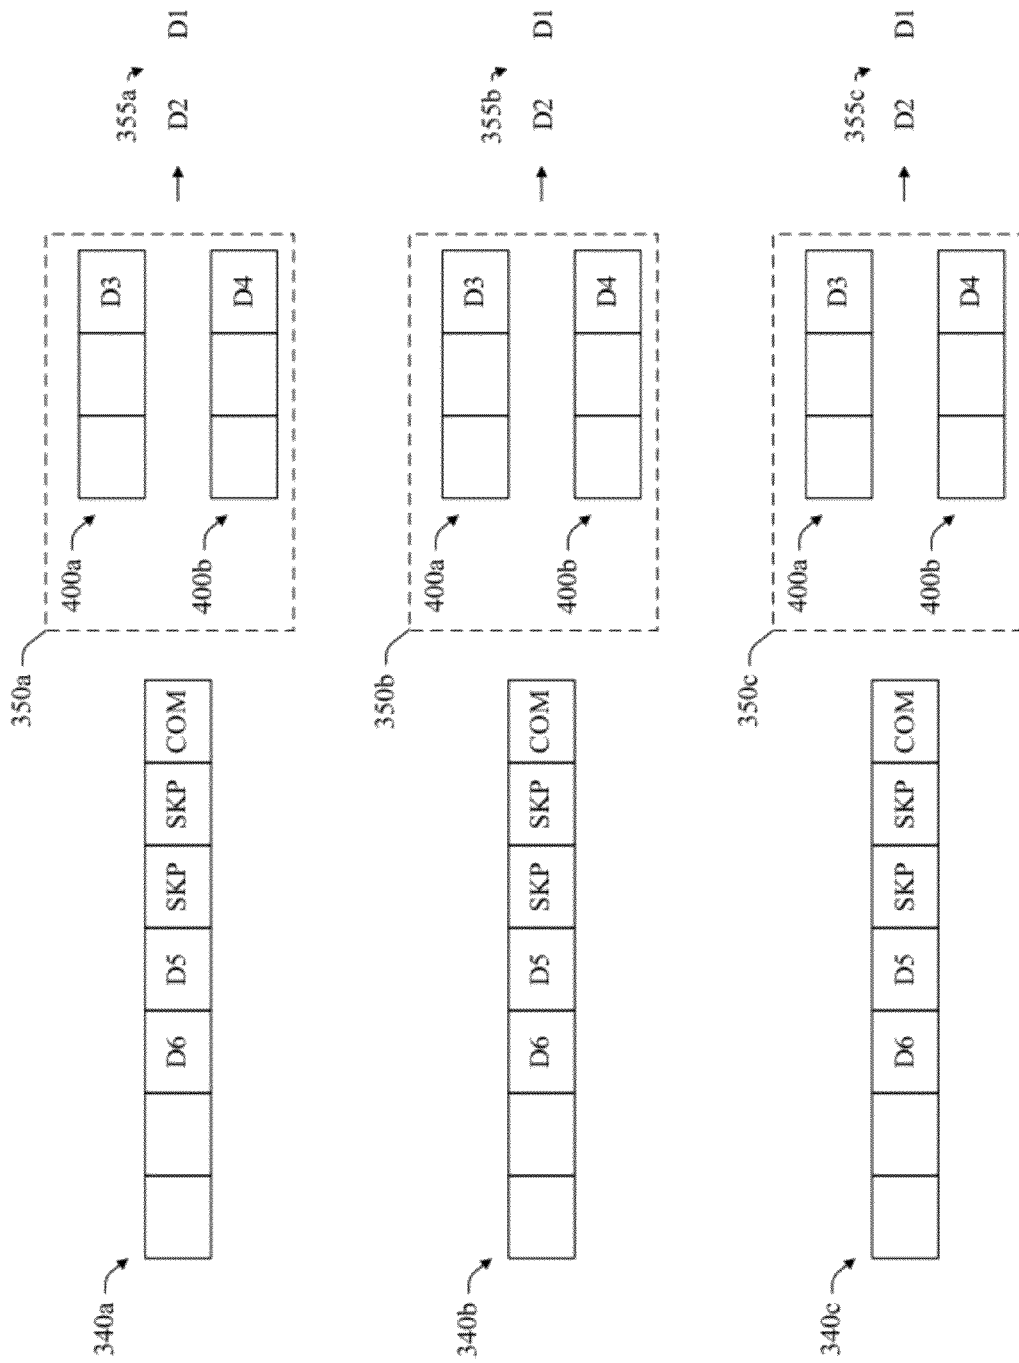 340a
D6 D5 SKP SKP COM
350a
400a
D3
400b
D4
355a
D2 D1
340b
D6 D5 SKP SKP COM
350b
400a
D3
400b
D4
355b
D2 D1
340c
D6 D5 SKP SKP COM
350c
400a
D3
400b
D4
355c
D2 D1